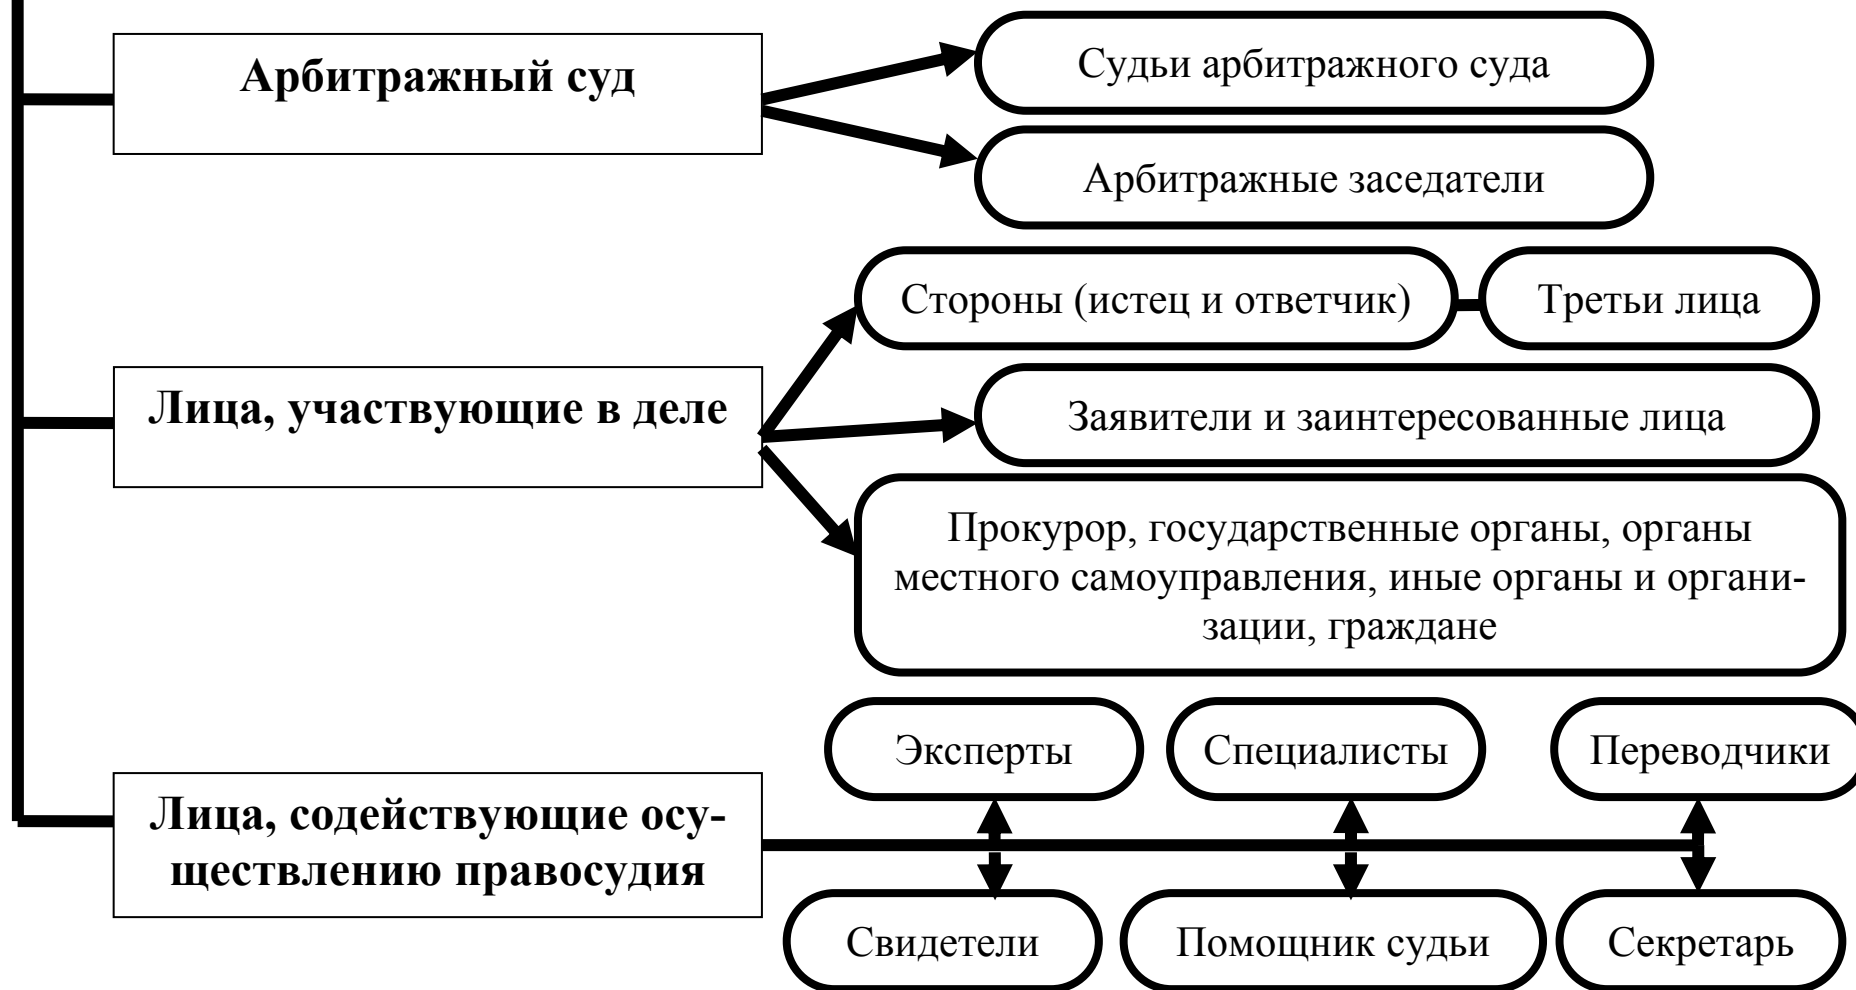 Арбитражный суд
Судьи арбитражного суда
Арбитражные заседатели
Лица, участвующие в деле
Стороны (истец и ответчик)
Третьи лица
Заявители и заинтересованные лица
Прокурор, государственные органы, органы
местного самоуправления, иные органы и органи-
зации, граждане
Лица, содействующие осу-
ществлению правосудия
Эксперты
Специалисты
Переводчики
Свидетели
Помощник судьи
Секретарь